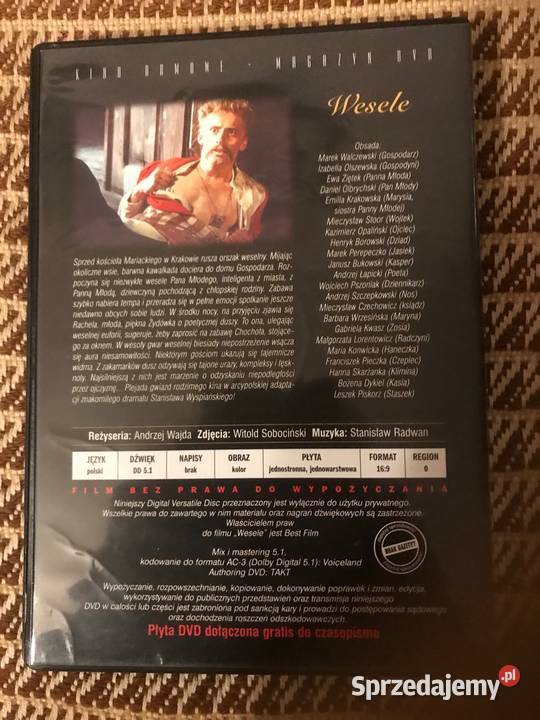 KINO DOMOWE - MAGAZYN DVD
Wesele
Obsada:
Marek Walczewski (Gospodarz)
Izabella Olszewska (Gospodyni)
Ewa Ziętek (Panna Młoda)
Daniel Olbrychski (Pan Młody)
Emilia Krakowska (Marysia,
siostra Panny Młodej)
Mieczysław Stoor (Wojtek)
Kazimierz Opaliński (Ojciec)
Henryk Borowski (Dziad)
Marek Perepeczko (Jasiek)
Janusz Bukowski (Kasper)
Andrzej Łapicki (Poeta)
Wojciech Pszoniak (Dziennikarz)
Andrzej Szczepkowski (Nos)
Mieczysław Czechowicz (ksiądz)
Barbara Wrzesińska (Maryna)
Gabriela Kwasz (Zosia)
Małgorzata Lorentowicz (Radczyni)
Maria Konwicka (Haneczka)
Franciszek Pieczka (Czepiec)
Hanna Skarżanka (Klimina)
Bożena Dykiel (Kasia)
Leszek Piskorz (Staszek)
Sprzed kościoła Mariackiego w Krakowie rusza orszak weselny. Mijając
okoliczne wsie, barwna kawalkada dociera do domu Gospodarza. Roz-
poczyna się niezwykłe wesele Pana Młodego, inteligenta z miasta, z
Panną Młodą, dziewczyną pochodzącą z chłopskiej rodziny. Zabawa
szybko nabiera tempa i przeradza się w pełne emocji spotkanie jeszcze
niedawno obcych sobie ludzi. W środku nocy, na przyjęciu zjawia się
Rachela, młoda, piękna Żydówka o poetycznej duszy. To ona, ulegając
weselnej euforii, sugeruje, żeby zaprosić na zabawę Chochoła, stojące-
go za oknem. W weselny gwar weselnej biesiady niepostrzeżenie wsącza
się aura niesamowitości. Niektórym gościom ukazują się tajemnicze
widma. Z zakamarków dusz odzywają się tajone urazy, kompleksy i tęsk-
noty. Najsilniejszą z nich jest marzenie o odzyskaniu niepodległości
przez ojczyznę... Plejada gwiazd rodzimego kina w arcypolskiej adapta-
cji znakomitego dramatu Stanisława Wyspiańskiego!
Reżyseria: Andrzej Wajda Zdjęcia: Witold Sobociński Muzyka: Stanisław Radwan
JĘZYK DŹWIĘK NAPISY OBRAZ PŁYTA FORMAT REGION
polski DD 5.1 brak kolor jednostronna, jednowarstwowa 16:9 0
FILM BEZ PRAWA DO WYPOŻYCZANIA
Niniejszy Digital Versatile Disc przeznaczony jest wyłącznie do użytku prywatnego.
Wszelkie prawa do zawartego w nim materiału oraz nagrań dźwiękowych są zastrzeżone.
Właścicielem praw
do filmu „Wesele” jest Best Film
Mix i mastering 5.1,
kodowanie do formatu AC-3 (Dolby Digital 5.1): Voiceland
Authoring DVD: TAKT
Wypożyczanie, rozpowszechnianie, kopiowanie, dokonywanie poprawek i zmian, edycja,
wykorzystywanie do publicznych przedstawień oraz transmisja niniejszego
DVD w całości lub części jest zabroniona pod sankcją kary i prowadzi do postępowania sądowego
oraz dochodzenia roszczeń odszkodowawczych.
Płyta DVD dołączona gratis do czasopisma
Sprzedajemy.pl